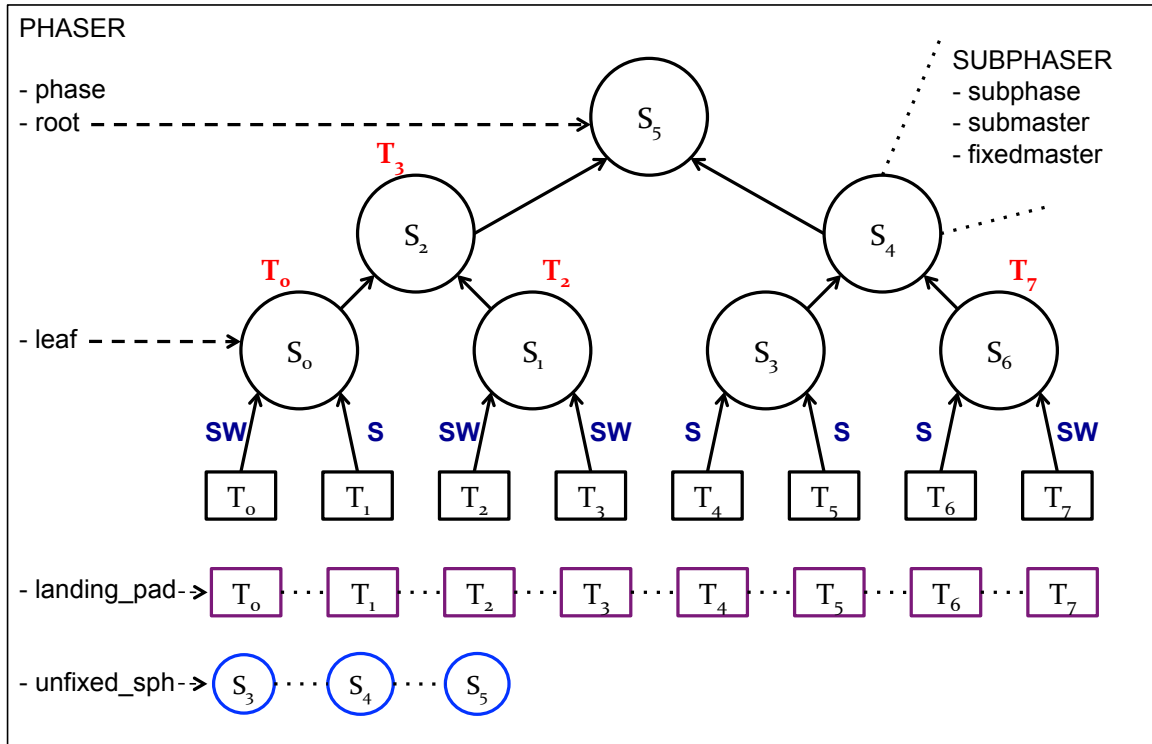 PHASER
SUBPHASER
- phase
- subphase
- root
- submaster
- fixedmaster
S5
T3
S2
S4
T0
T2
T7
- leaf
S0
S1
S3
S6
SW S SW SW S S S SW
T0 T1 T2 T3 T4 T5 T6 T7
- landing_pad
T0 T1 T2 T3 T4 T5 T6 T7
- unfixed_sph
S3 S4 S5